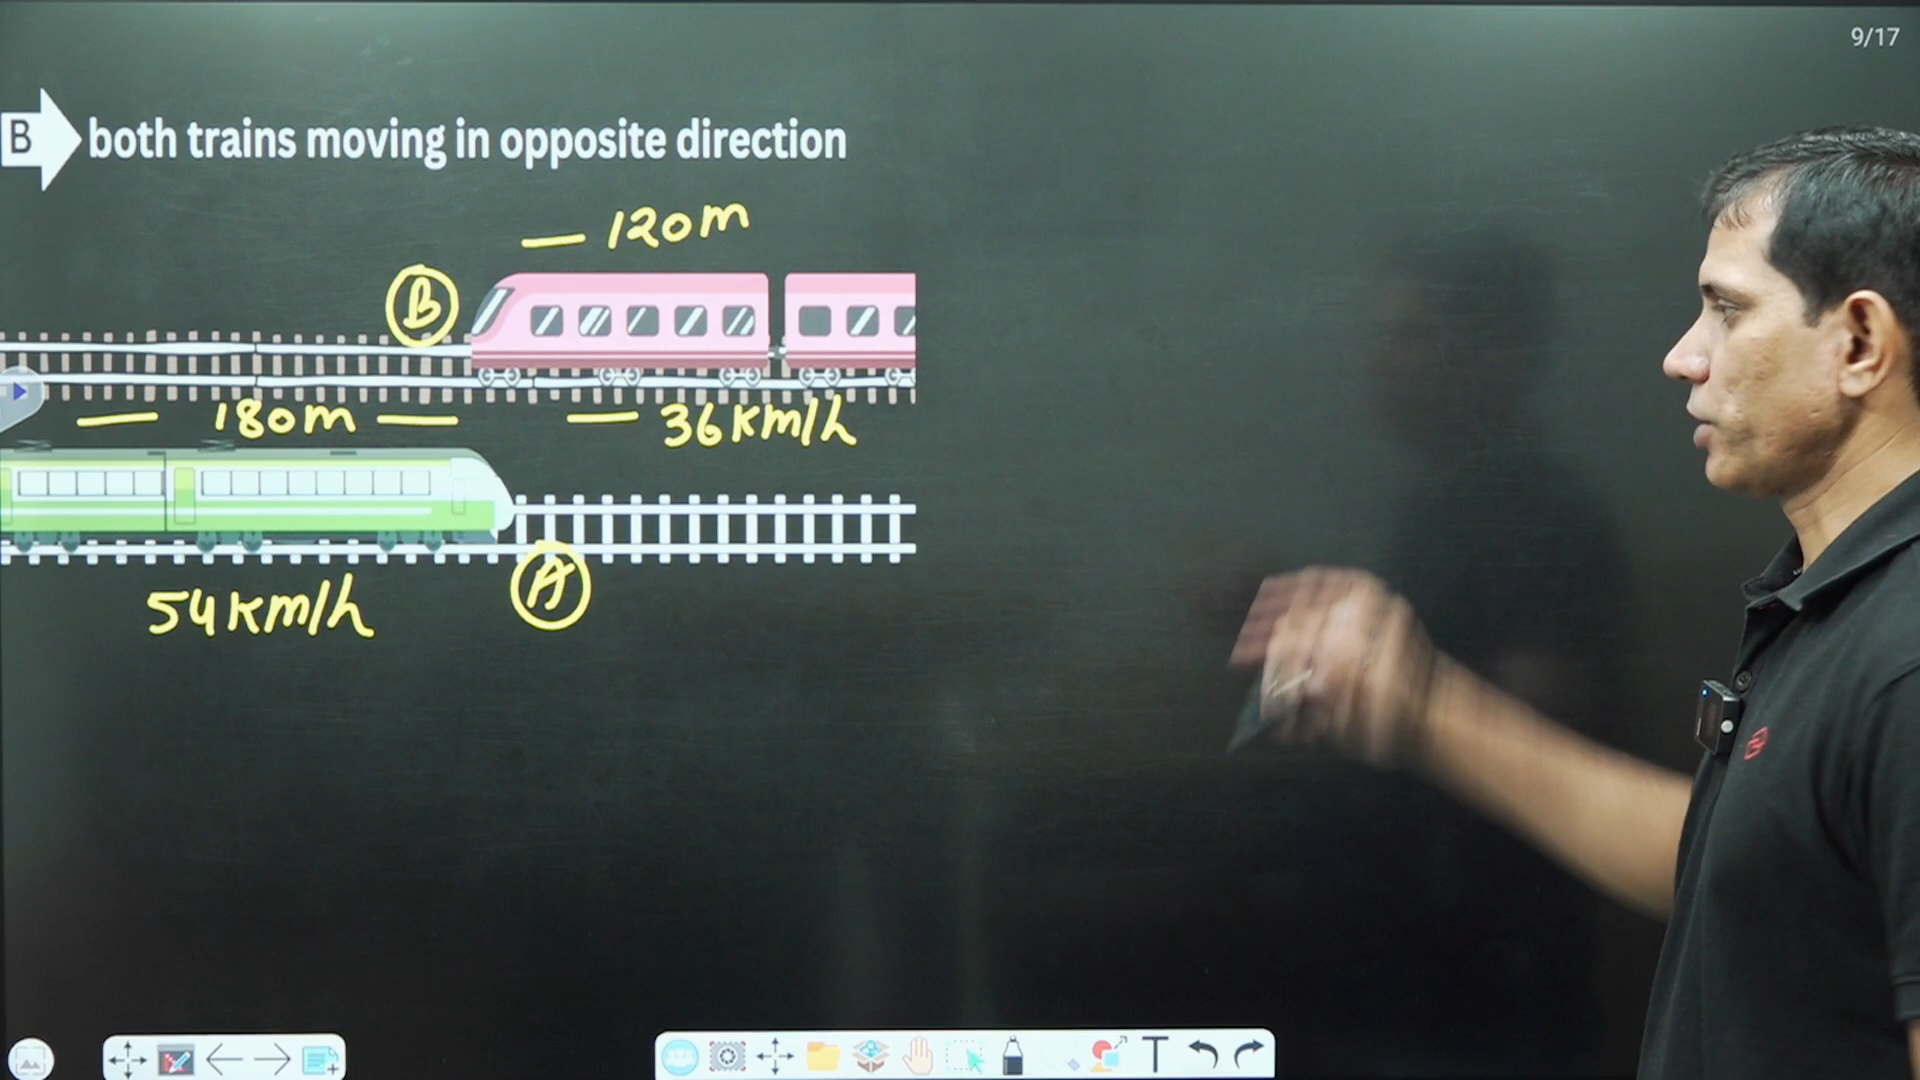 9/17
B both trains moving in opposite direction
— 120m
B
— 180m —
— 36km/h
54km/h
A
T